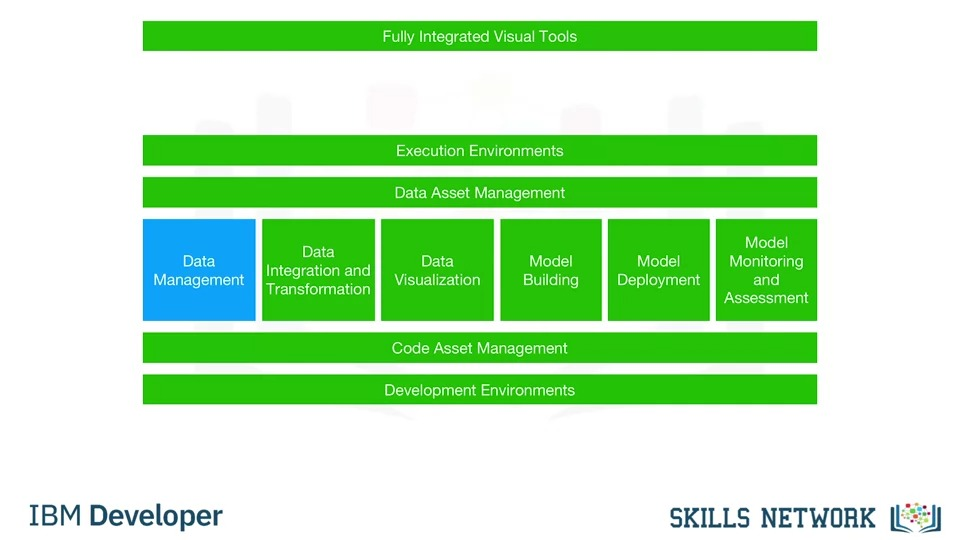 Fully Integrated Visual Tools
Execution Environments
Data Asset Management
Data
Management
Data
Integration and
Transformation
Data
Visualization
Model
Building
Model
Deployment
Model
Monitoring
and
Assessment
Code Asset Management
Development Environments
IBM Developer
SKILLS NETWORK